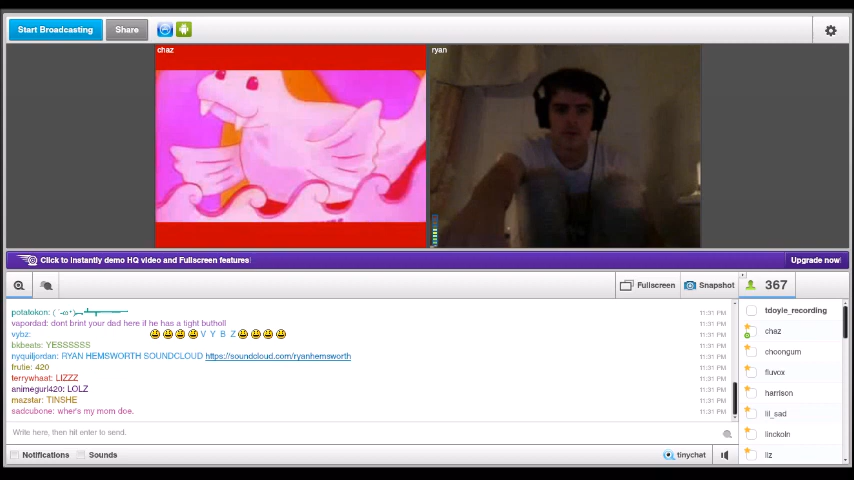 Start Broadcasting
Share
chaz
ryan
Click to instantly demo HQ video and Fullscreen features!
Upgrade now!
Fullscreen
Snapshot
367
vapordad: dont brint your dad here if he has a tight butholl
11:31 PM
vybz: V Y B Z
11:31 PM
bkbeats: YESSSSSS
11:31 PM
nyquiljordan: RYAN HEMSWORTH SOUNDCLOUD https://soundcloud.com/ryanhemsworth
11:31 PM
frutie: 420
11:31 PM
terrywhaat: LIZZZ
11:31 PM
animegurl420: LOLZ
11:31 PM
mazstar: TINSHE
11:31 PM
sadcubone: wher's my mom doe.
11:31 PM
Write here, then hit enter to send.
Notifications
Sounds
tinychat
tdoyle_recording
chaz
choongum
fluvox
harrison
lil_sad
linckoln
liz